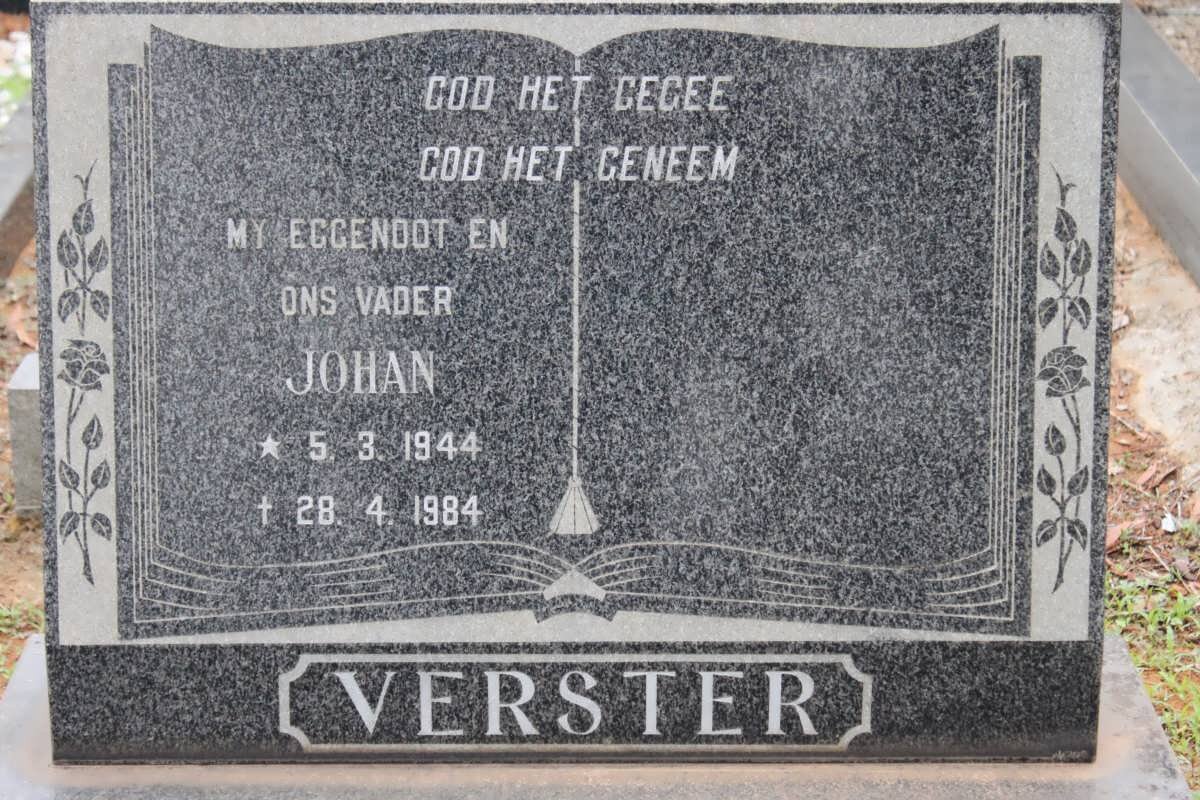 GOD HET GEGEE
GOD HET GENEEM
MY EGGENOOT EN
ONS VADER
JOHAN
★ 5. 3. 1944
† 28. 4. 1984
VERSTER